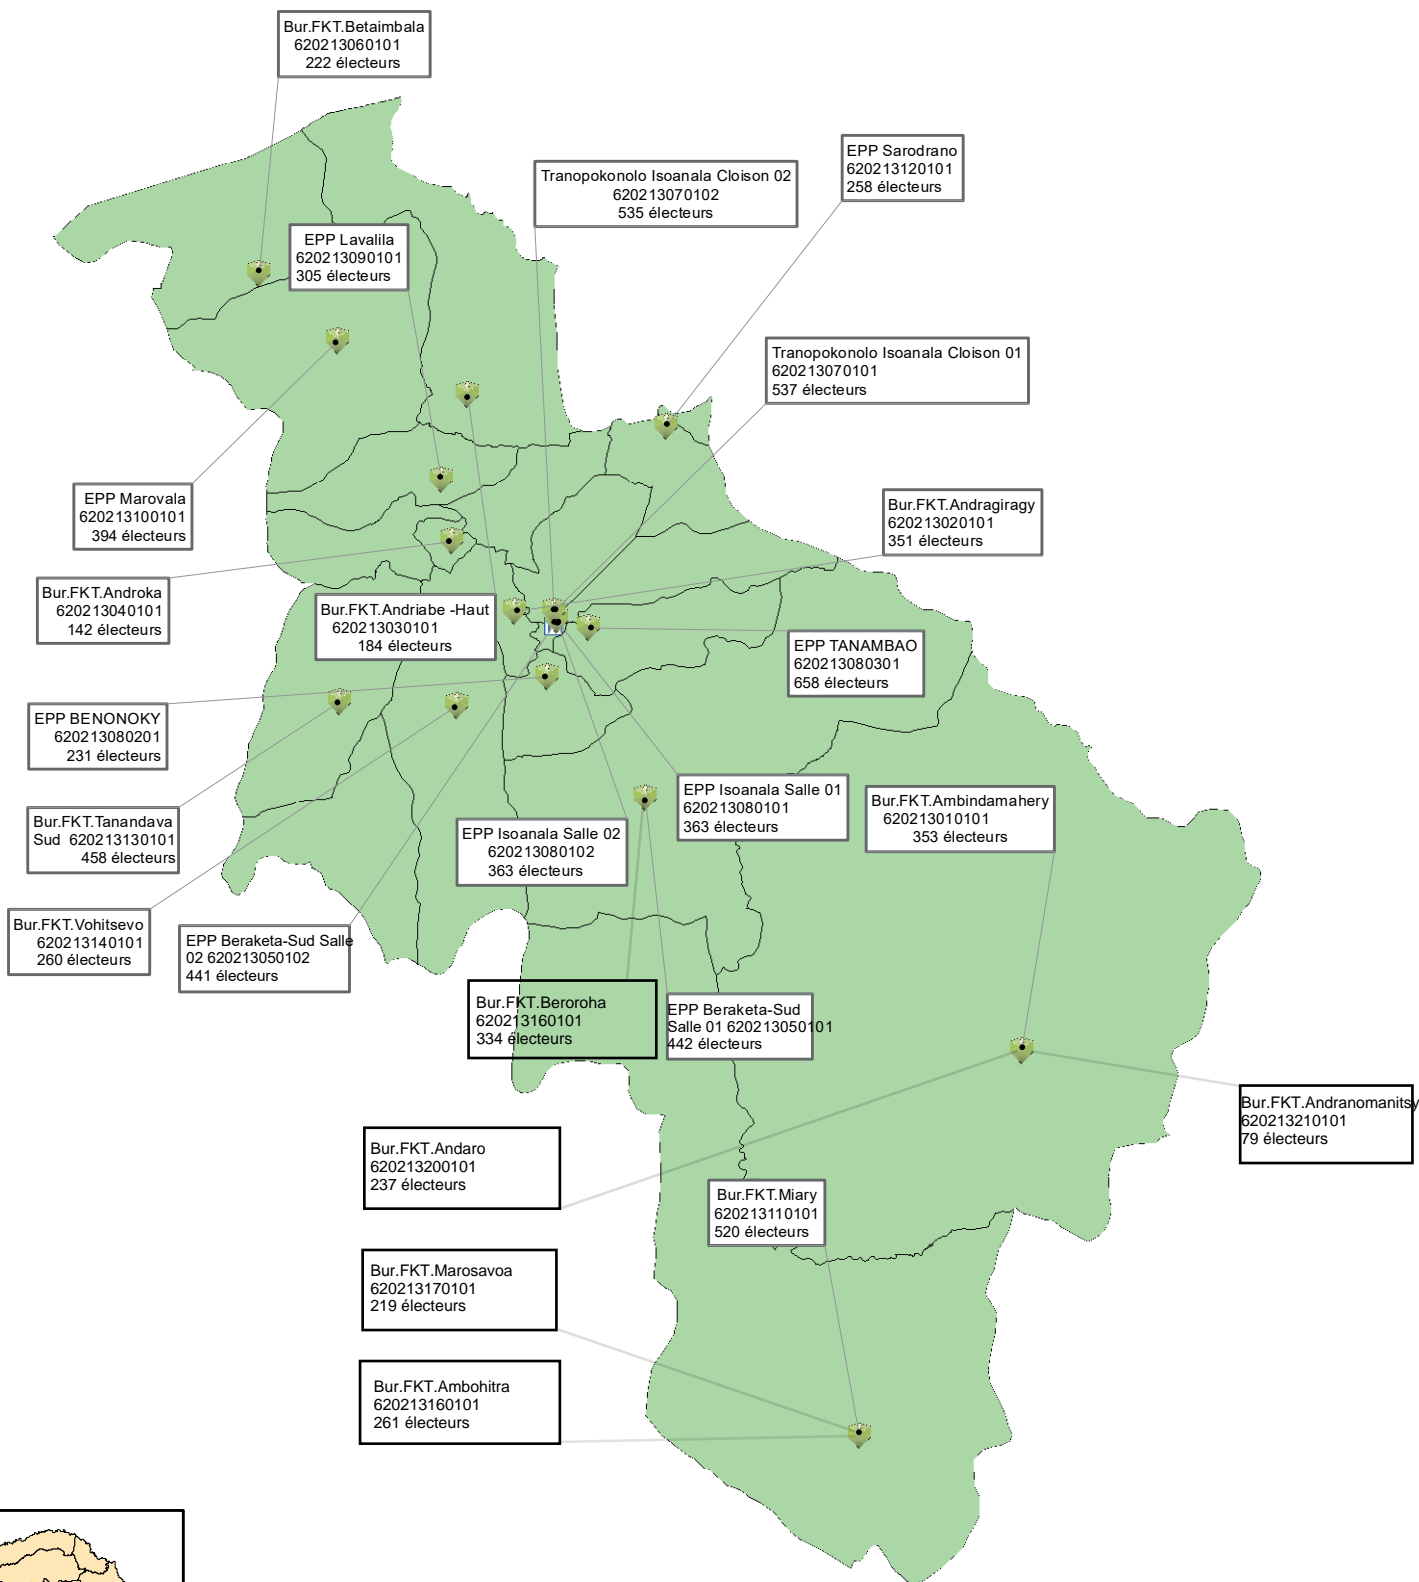 Bur.FKT.Betaimbala
620213060101
222 électeurs
EPP Sarodrano
620213120101
258 électeurs
Tranopokonolo Isoanala Cloison 02
620213070102
535 électeurs
EPP Lavalila
620213090101
305 électeurs
Tranopokonolo Isoanala Cloison 01
620213070101
537 électeurs
EPP Marovala
620213100101
394 électeurs
Bur.FKT.Andragiragy
620213020101
351 électeurs
Bur.FKT.Androka
620213040101
142 électeurs
Bur.FKT.Andriabe -Haut
620213030101
184 électeurs
EPP TANAMBAO
620213080301
658 électeurs
EPP BENONOKY
620213080201
231 électeurs
EPP Isoanala Salle 01
620213080101
363 électeurs
Bur.FKT.Ambindamahery
620213010101
353 électeurs
Bur.FKT.Tanandava
Sud 620213130101
458 électeurs
EPP Isoanala Salle 02
620213080102
363 électeurs
Bur.FKT.Vohitsevo
620213140101
260 électeurs
EPP Beraketa-Sud Salle
02 620213050102
441 électeurs
Bur.FKT.Beroroha
620213160101
334 électeurs
EPP Beraketa-Sud
Salle 01 620213050101
442 électeurs
Bur.FKT.Andranomanitsy
620213210101
79 électeurs
Bur.FKT.Andaro
620213200101
237 électeurs
Bur.FKT.Miary
620213110101
520 électeurs
Bur.FKT.Marosavoa
620213170101
219 électeurs
Bur.FKT.Ambohitra
620213160101
261 électeurs